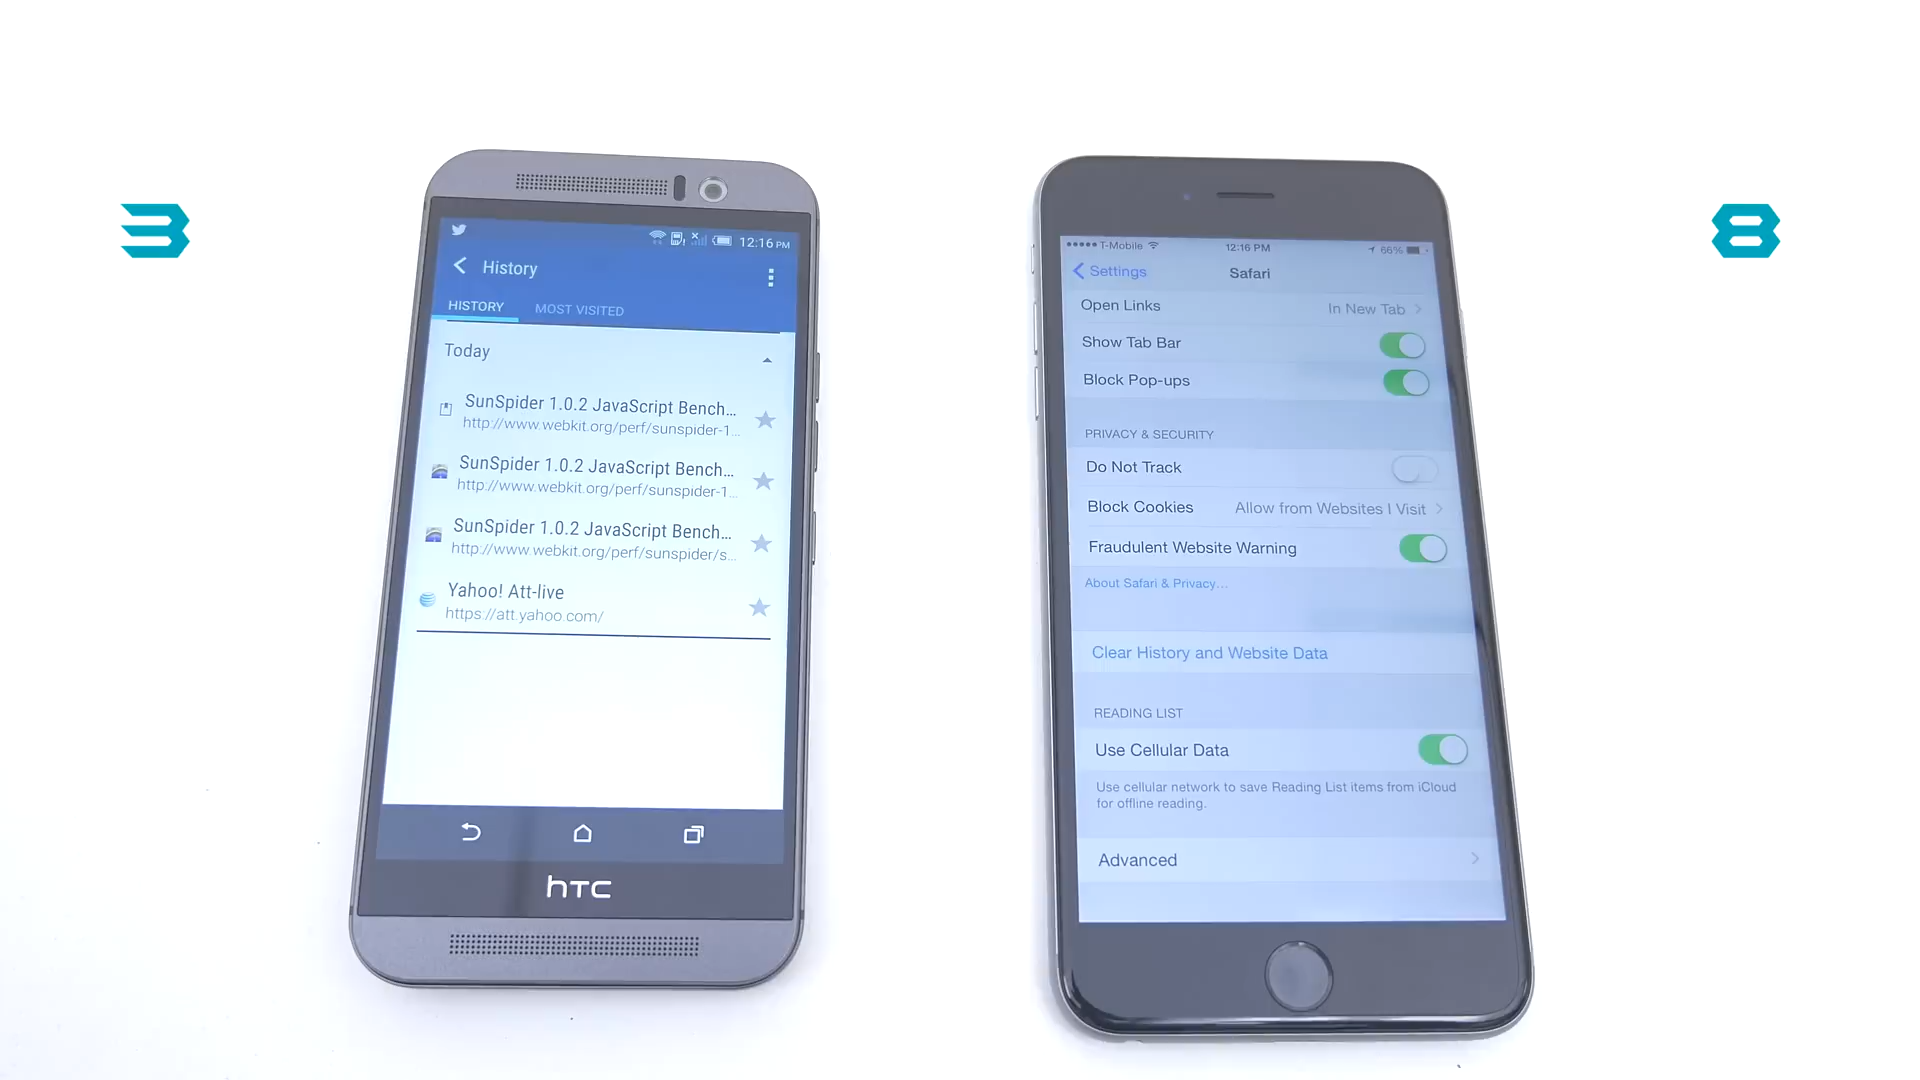 3
8
12:16 PM
History
HISTORY
MOST VISITED
Today
SunSpider 1.0.2 JavaScript Bench...
http://www.webkit.org/perf/sunspider-1...
SunSpider 1.0.2 JavaScript Bench...
http://www.webkit.org/perf/sunspider-1...
SunSpider 1.0.2 JavaScript Bench...
http://www.webkit.org/perf/sunspider/s...
Yahoo! Att-live
https://att.yahoo.com/
hTC
T-Mobile 12:16 PM 66%
Settings Safari
Open Links In New Tab
Show Tab Bar
Block Pop-ups
PRIVACY & SECURITY
Do Not Track
Block Cookies Allow from Websites I Visit
Fraudulent Website Warning
About Safari & Privacy...
Clear History and Website Data
READING LIST
Use Cellular Data
Use cellular network to save Reading List items from iCloud
for offline reading.
Advanced